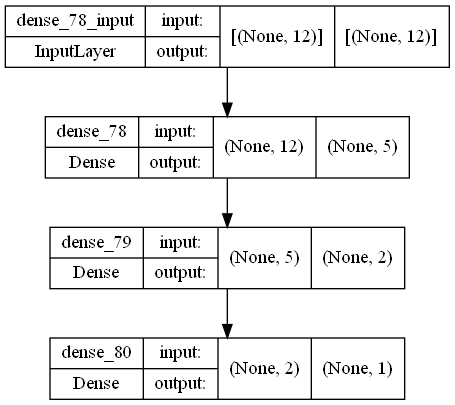 dense_78_input input: [(None, 12)] [(None, 12)]
InputLayer output:
dense_78 input: (None, 12) (None, 5)
Dense output:
dense_79 input: (None, 5) (None, 2)
Dense output:
dense_80 input: (None, 2) (None, 1)
Dense output: